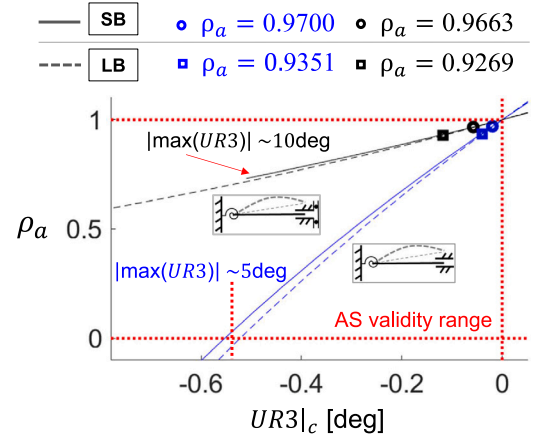 SB ρₐ = 0.9700 ρₐ = 0.9663
LB ρₐ = 0.9351 ρₐ = 0.9269
1
|max(UR3)| ~10deg
0.5
ρₐ
|max(UR3)| ~5deg
AS validity range
0
-0.6 -0.4 -0.2 0
UR3|_c [deg]